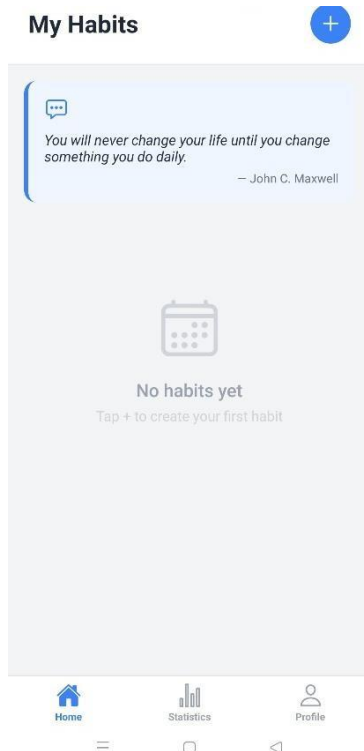 My Habits
You will never change your life until you change
something you do daily.
— John C. Maxwell
No habits yet
Tap + to create your first habit
Home
Statistics
Profile